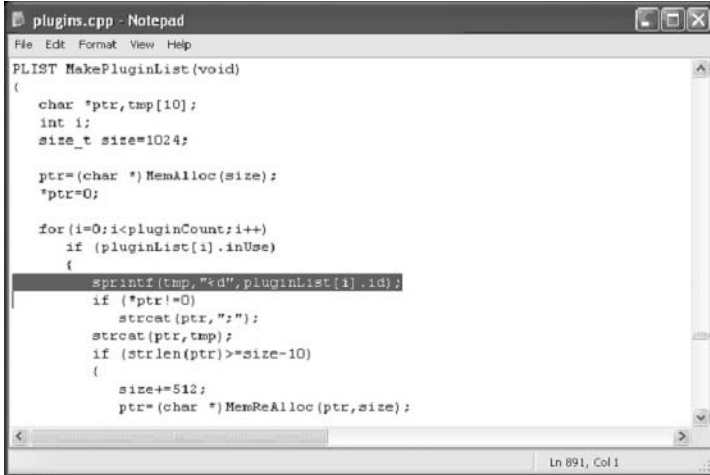 plugins.cpp - Notepad
File Edit Format View Help
PLIST MakePluginList(void)
{
char *ptr,tmp[10];
int i;
size_t size=1024;
ptr=(char *)MemAlloc(size);
*ptr=0;
for(i=0;i<pluginCount;i++)
if (pluginList[i].inUse)
{
sprintf(tmp,"%d",pluginList[i].id);
if (*ptr!=0)
strcat(ptr,";");
strcat(ptr,tmp);
if (strlen(ptr)>=size-10)
{
size+=512;
ptr=(char *)MemReAlloc(ptr,size);
Ln 891, Col 1